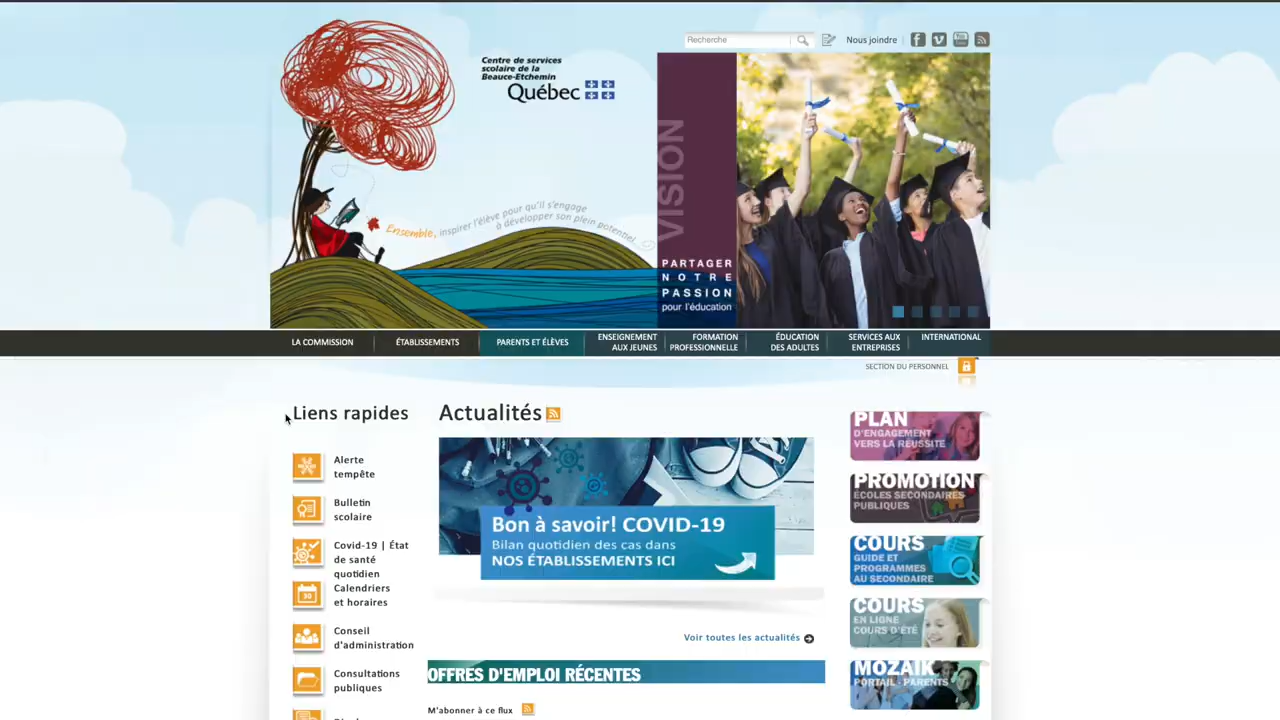 Recherche
Nous joindre
Centre de services
scolaire de la
Beauce-Etchemin
Québec
Ensemble, inspirer l'élève pour qu'il s'engage
à développer son plein potentiel
VISION
PARTAGER
NOTRE
PASSION
pour l'éducation
LA COMMISSION
ÉTABLISSEMENTS
PARENTS ET ÉLÈVES
ENSEIGNEMENT
AUX JEUNES
FORMATION
PROFESSIONNELLE
ÉDUCATION
DES ADULTES
SERVICES AUX
ENTREPRISES
INTERNATIONAL
SECTION DU PERSONNEL
Liens rapides
Alerte
tempête
Bulletin
scolaire
Covid-19 | État
de santé
quotidien
30
Calendriers
et horaires
Conseil
d'administration
Consultations
publiques
Actualités
Bon à savoir! COVID-19
Bilan quotidien des cas dans
NOS ÉTABLISSEMENTS ICI
Voir toutes les actualités
OFFRES D'EMPLOI RÉCENTES
M'abonner à ce flux
PLAN
D'ENGAGEMENT
VERS LA RÉUSSITE
PROMOTION
ÉCOLES SECONDAIRES
PUBLIQUES
COURS
GUIDE ET
PROGRAMMES
AU SECONDAIRE
COURS
EN LIGNE
COURS D'ÉTÉ
MOZAIK
PORTAIL - PARENTS